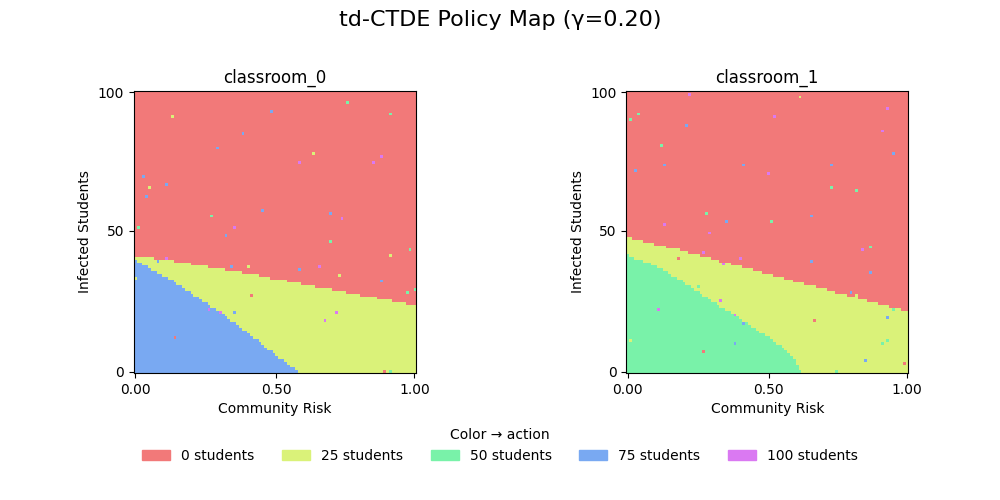 td-CTDE Policy Map (γ=0.20)
classroom_0
classroom_1
100
50
0
Infected Students
0.00 0.50 1.00
Community Risk
100
50
0
Infected Students
0.00 0.50 1.00
Community Risk
Color → action
0 students 25 students 50 students 75 students 100 students